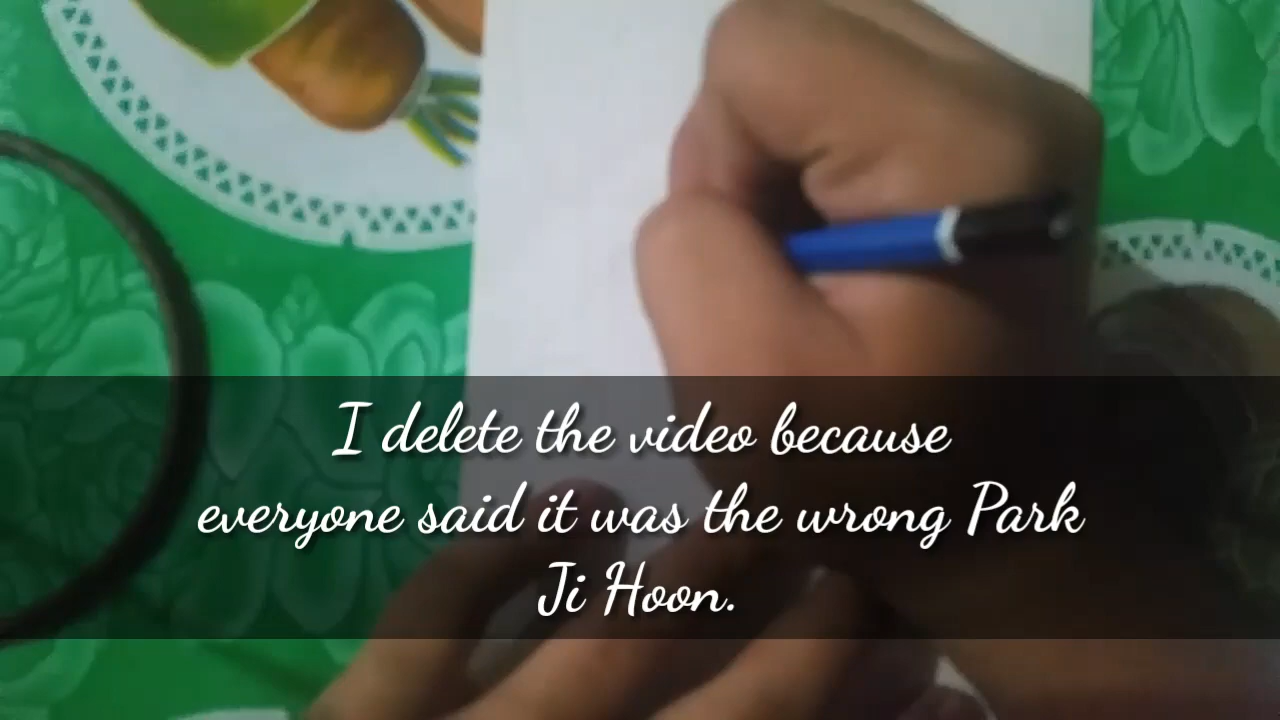 I delete the video because
everyone said it was the wrong Park
Ji Hoon.